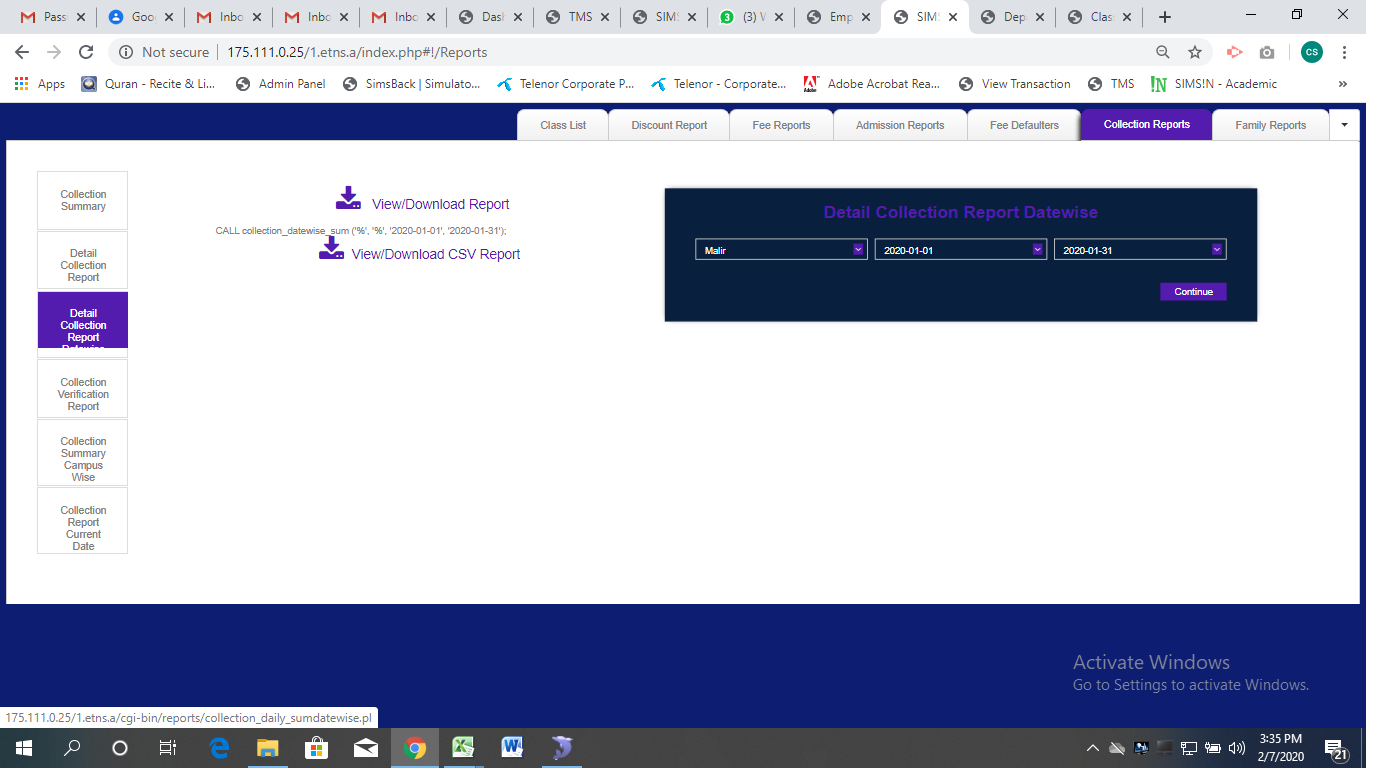 Pass
Goo
Inbo
Inbo
Inbo
Das
TMS
SIM
3
(3) W
Emp
SIMS
Dep
Clas
Not secure
175.111.0.25/1.etns.a/index.php#!/Reports
CS
Apps
Quran - Recite & Li...
Admin Panel
SimsBack | Simulato...
Telenor Corporate P...
Telenor - Corporate...
Adobe Acrobat Rea...
View Transaction
TMS
SIMS!N - Academic
»
Class List
Discount Report
Fee Reports
Admission Reports
Fee Defaulters
Collection Reports
Family Reports
Collection
Summary
Detail
Collection
Report
Detail
Collection
Report
Datewise
Collection
Verification
Report
Collection
Summary
Campus
Wise
Collection
Report
Current
Date
View/Download Report
CALL collection_datewise_sum ('%', '%', '2020-01-01', '2020-01-31');
View/Download CSV Report
Detail Collection Report Datewise
Malir
2020-01-01
2020-01-31
Continue
Activate Windows
Go to Settings to activate Windows.
175.111.0.25/1.etns.a/cgi-bin/reports/collection_daily_sumdatewise.pl
3:35 PM
2/7/2020
21